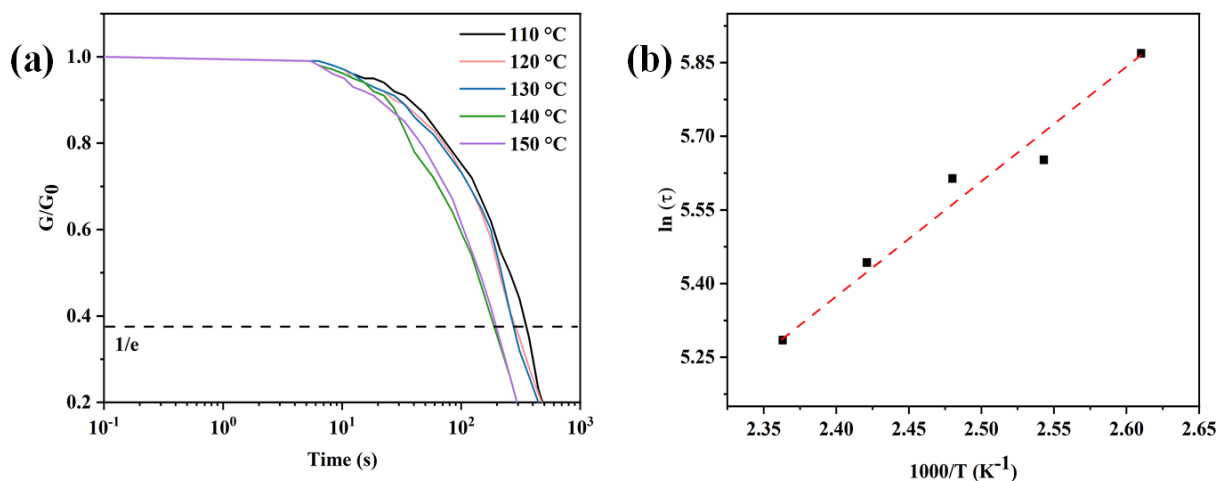 (a)
G/G0
1.0
0.8
0.6
0.4
0.2
110 °C
120 °C
130 °C
140 °C
150 °C
1/e
10-1
100
101
102
103
Time (s)
(b)
ln (τ)
5.85
5.70
5.55
5.40
5.25
2.35
2.40
2.45
2.50
2.55
2.60
2.65
1000/T (K-1)